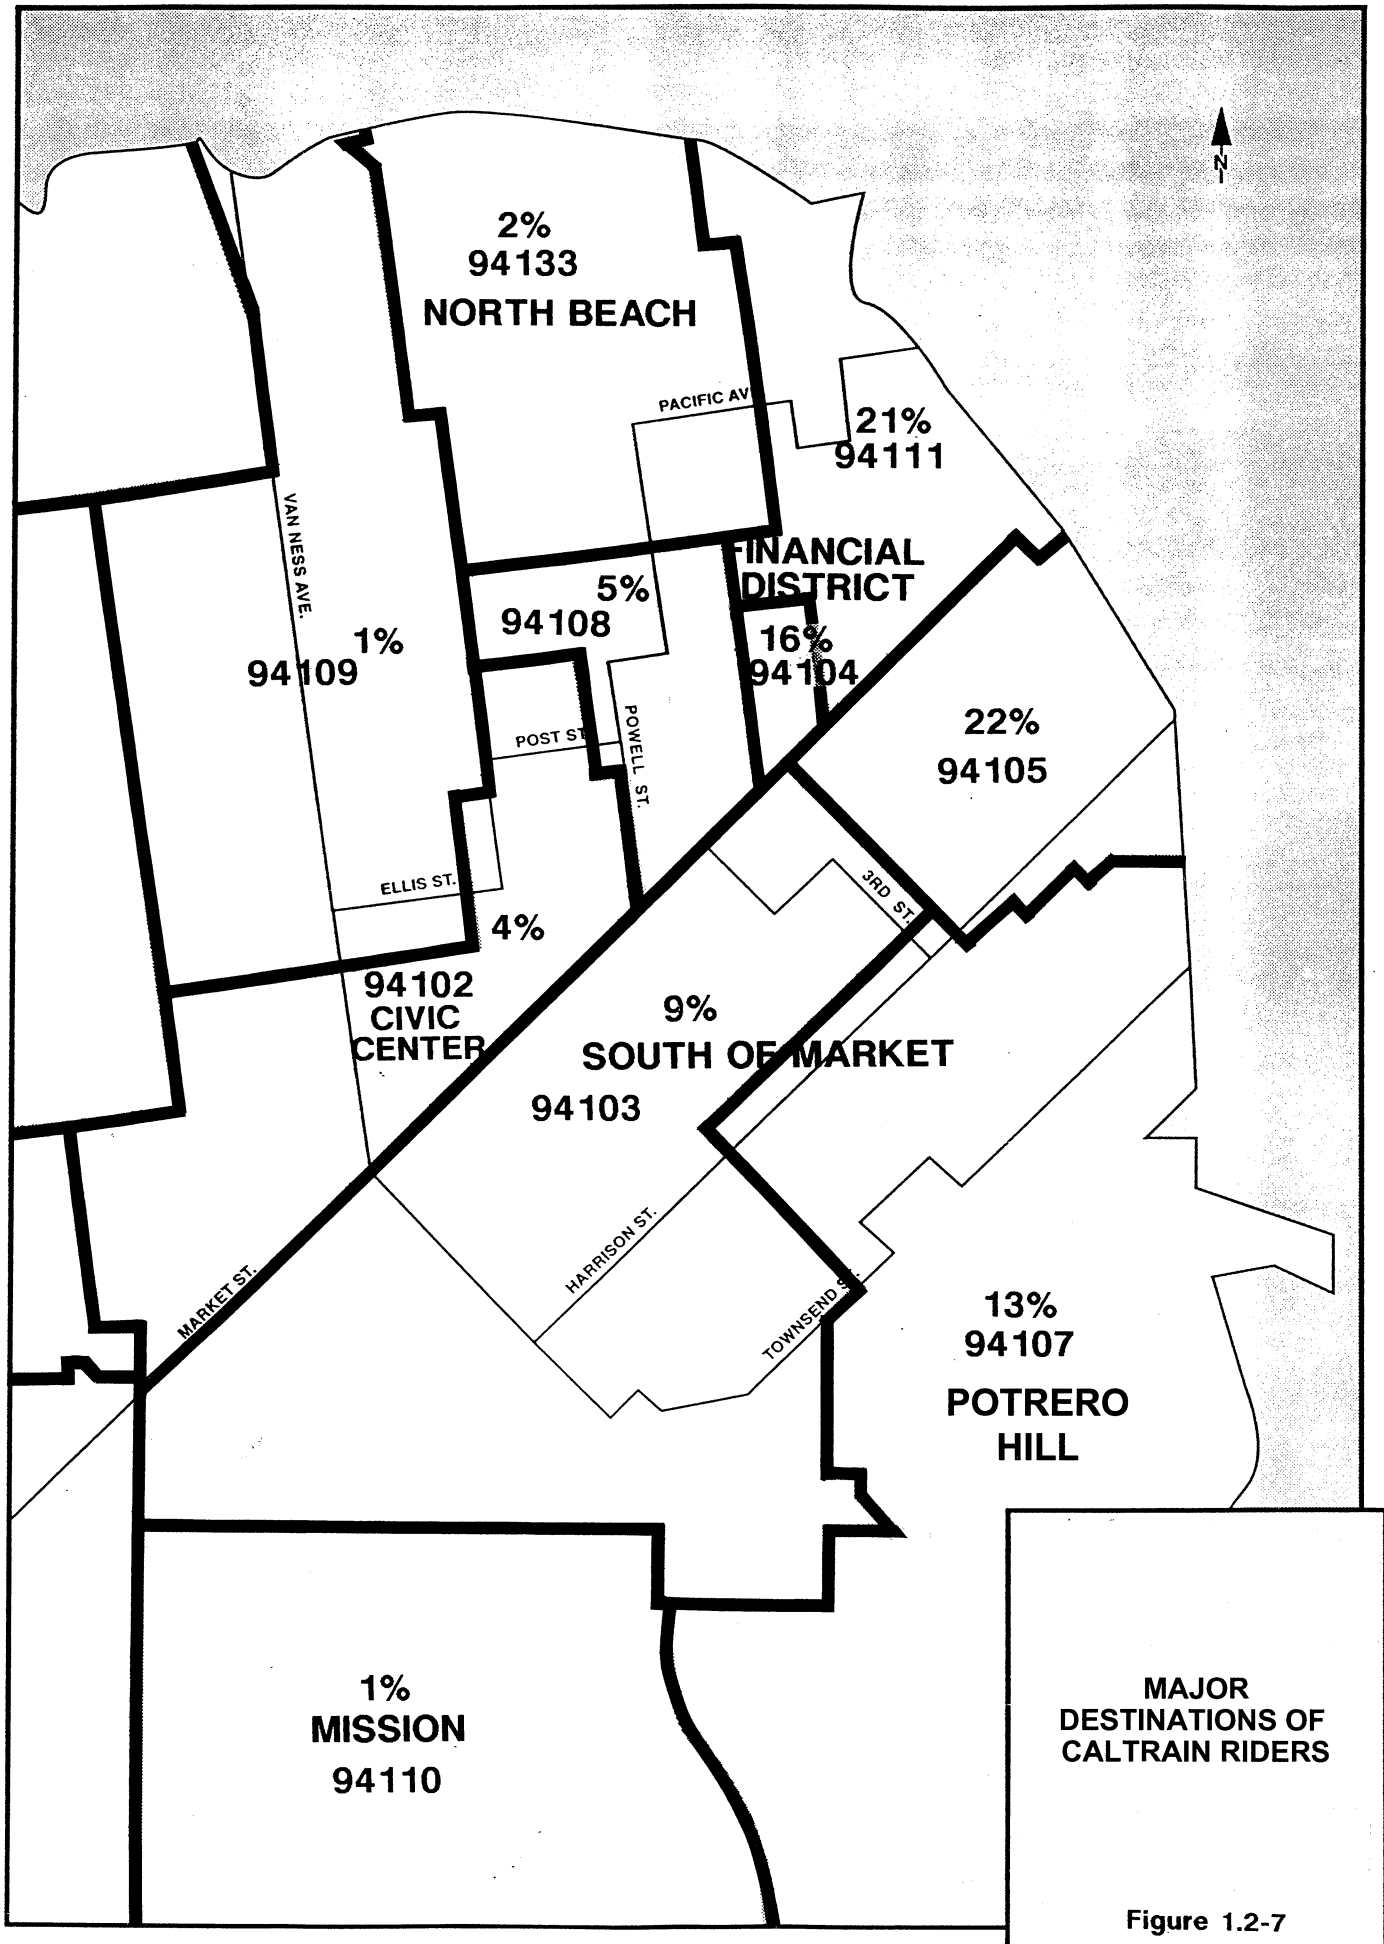 N
2%
94133
NORTH BEACH
PACIFIC AV
21%
94111
VAN NESS AVE.
FINANCIAL
DISTRICT
5%
94108
1%
94109
16%
94104
POST ST
POWELL ST.
22%
94105
ELLIS ST.
3RD ST.
4%
94102
CIVIC
CENTER
9%
SOUTH OF MARKET
94103
HARRISON ST.
MARKET ST.
TOWNSEND ST.
13%
94107
POTRERO
HILL
1%
MISSION
94110
MAJOR
DESTINATIONS OF
CALTRAIN RIDERS
Figure 1.2-7